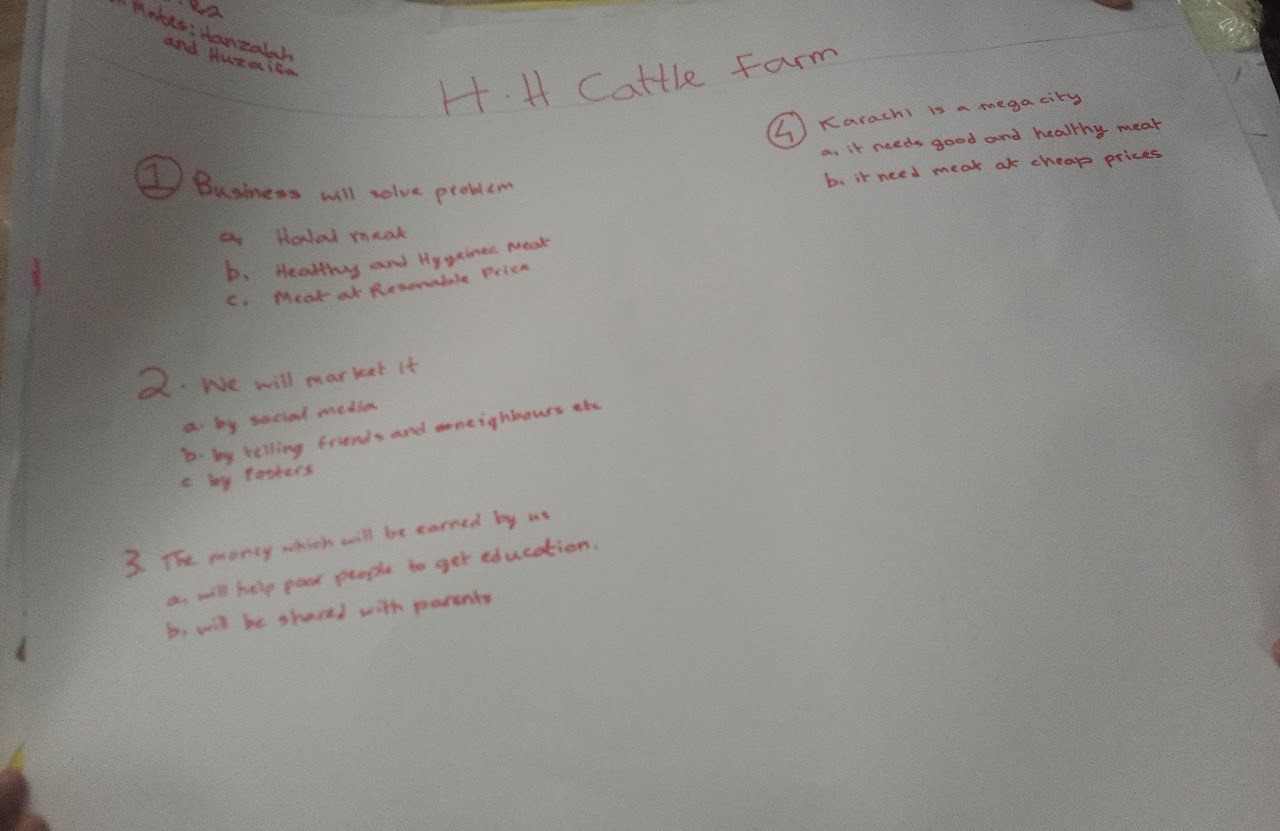 R2
Mates: Hanzalah
and Huzaifa
H.H Cattle Farm
1 Business will solve problem
a, Halal meat
b. Healthy and Hygeinec Meat
c. Meat at Resonable Price
2. We will market it
a. by social media
b. by telling friends and neighbours etc
c by Posters
3. The money which will be earned by us
a. will help poor people to get education.
b. will be shared with parents
4 Karachi is a mega city
a. it needs good and healthy meat
b. it need meat at cheap prices